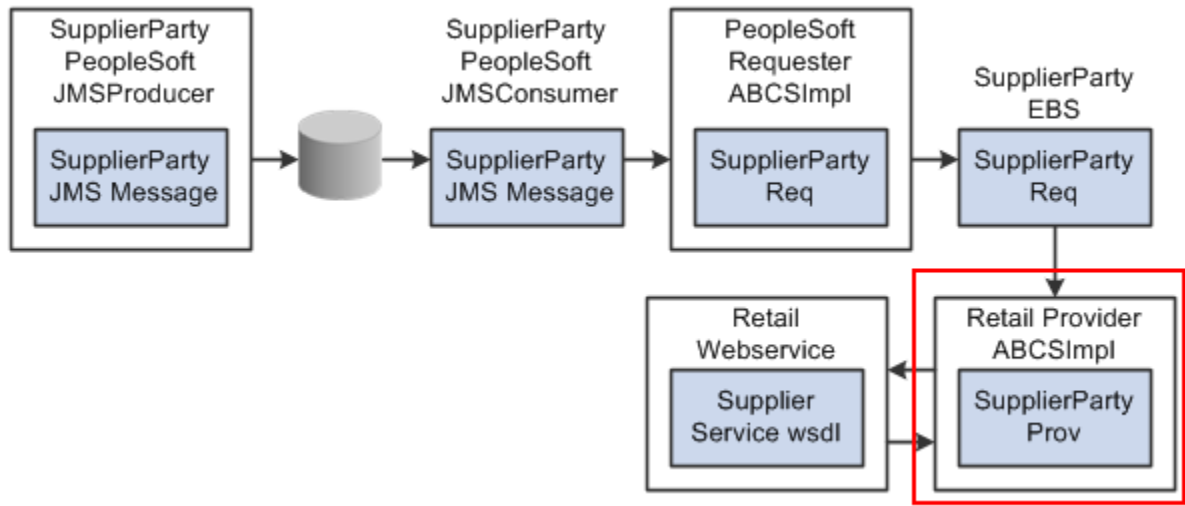 SupplierParty
PeopleSoft
JMSProducer
SupplierParty
JMS Message
SupplierParty
PeopleSoft
JMSConsumer
SupplierParty
JMS Message
PeopleSoft
Requester
ABCSImpl
SupplierParty
Req
SupplierParty
EBS
SupplierParty
Req
Retail
Webservice
Supplier
Service wsdl
Retail Provider
ABCSImpl
SupplierParty
Prov